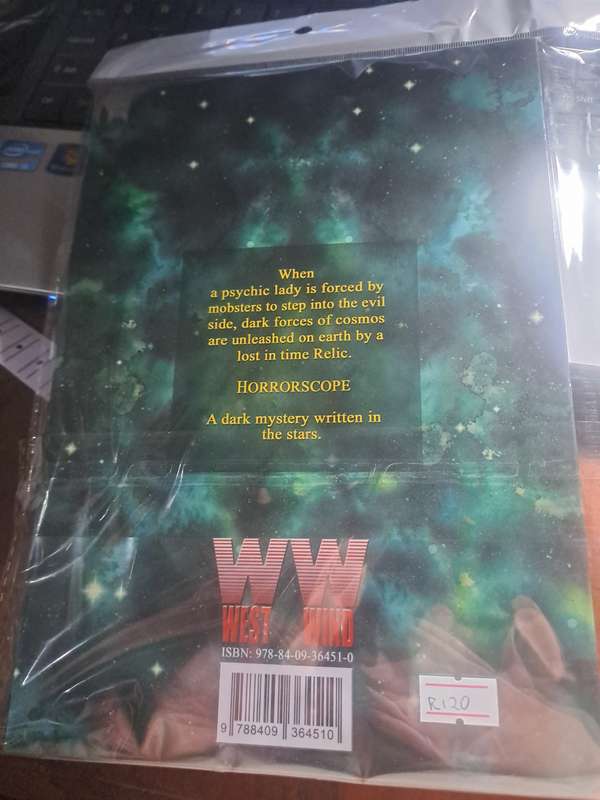 When
a psychic lady is forced by
mobsters to step into the evil
side, dark forces of cosmos
are unleashed on earth by a
lost in time Relic.
HORRORSCOPE
A dark mystery written in
the stars.
WW
WEST WIND
ISBN: 978-84-09-36451-0
9 788409 364510
R120